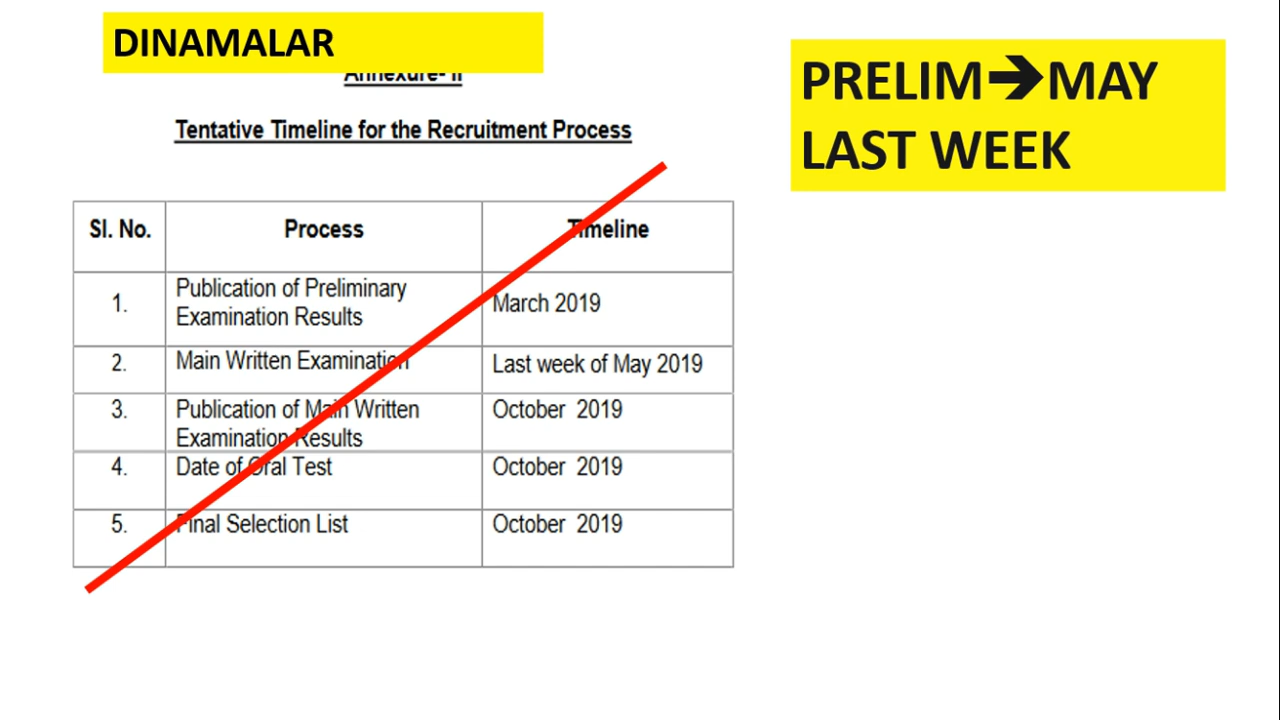 DINAMALAR
Annexure- II
Tentative Timeline for the Recruitment Process
PRELIM➔MAY
LAST WEEK
Sl. No. Process Timeline
1. Publication of Preliminary Examination Results March 2019
2. Main Written Examination Last week of May 2019
3. Publication of Main Written Examination Results October 2019
4. Date of Oral Test October 2019
5. Final Selection List October 2019